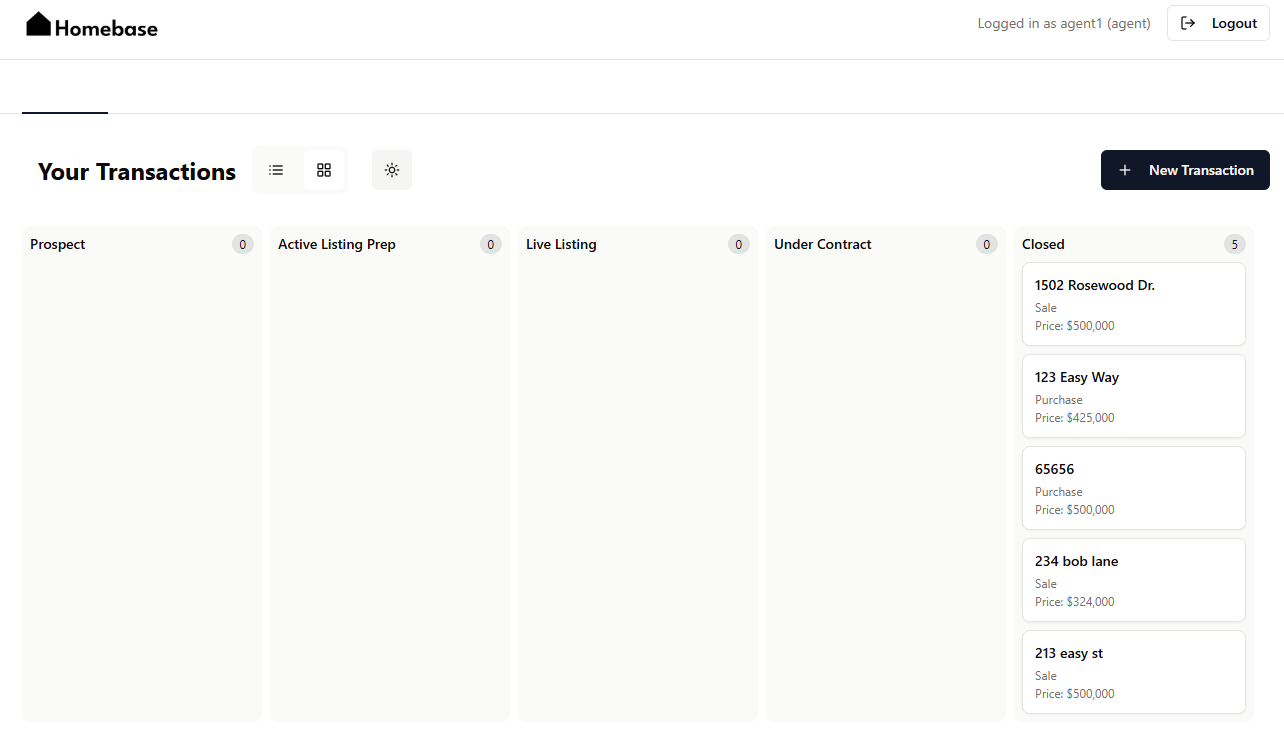 Homebase
Logged in as agent1 (agent)
Logout
Your Transactions
New Transaction
Prospect 0
Active Listing Prep 0
Live Listing 0
Under Contract 0
Closed 5
1502 Rosewood Dr.
Sale
Price: $500,000
123 Easy Way
Purchase
Price: $425,000
65656
Purchase
Price: $500,000
234 bob lane
Sale
Price: $324,000
213 easy st
Sale
Price: $500,000